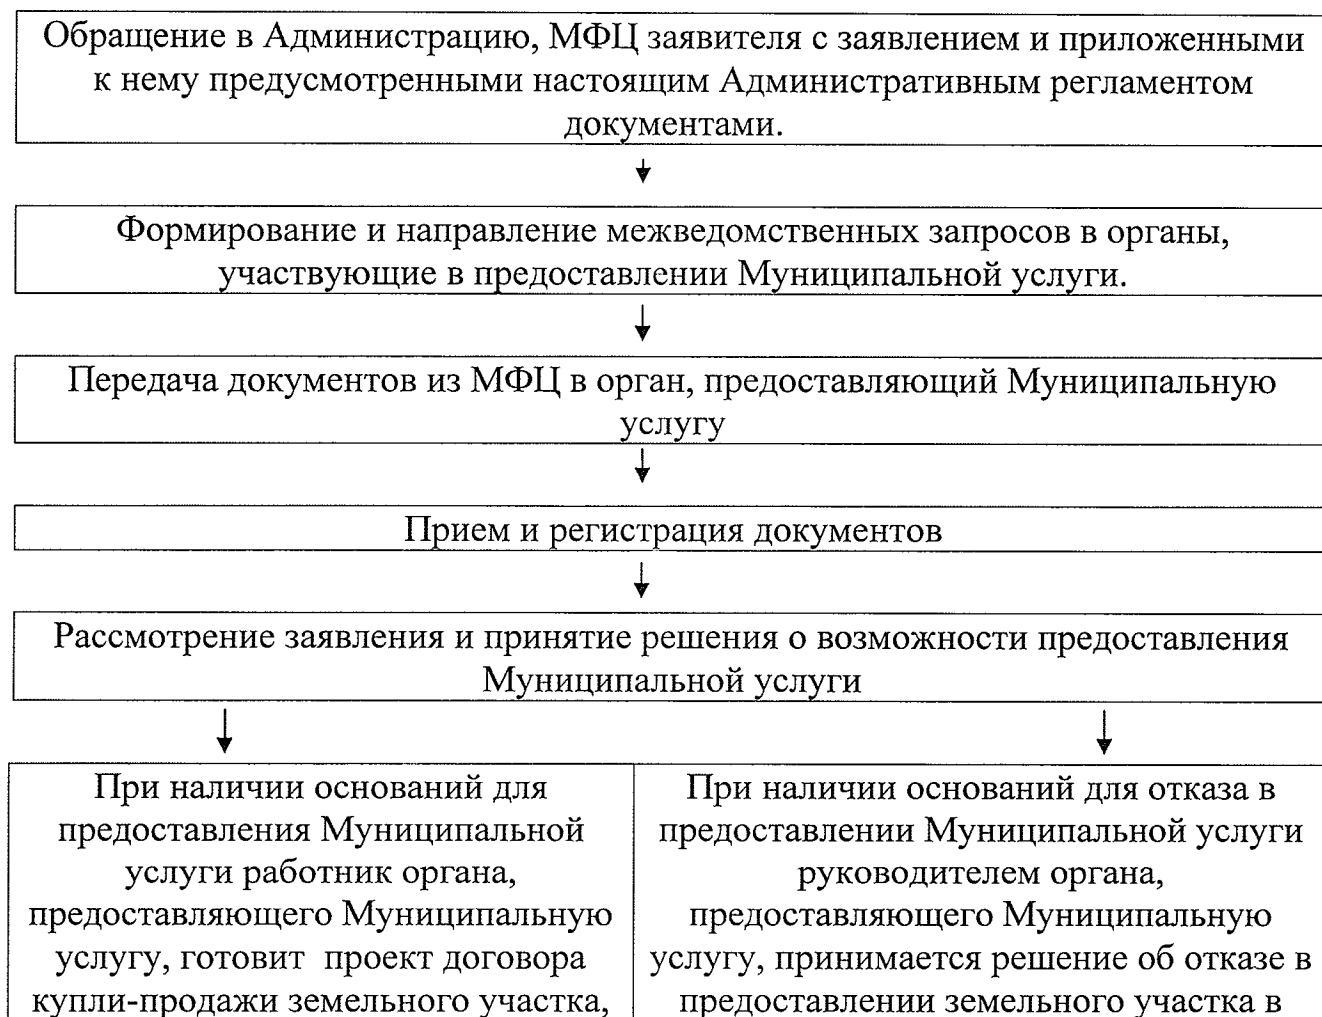 Обращение в Администрацию, МФЦ заявителя с заявлением и приложенными
к нему предусмотренными настоящим Административным регламентом
документами.
Формирование и направление межведомственных запросов в органы,
участвующие в предоставлении Муниципальной услуги.
Передача документов из МФЦ в орган, предоставляющий Муниципальную
услугу
Прием и регистрация документов
Рассмотрение заявления и принятие решения о возможности предоставления
Муниципальной услуги
При наличии оснований для
предоставления Муниципальной
услуги работник органа,
предоставляющего Муниципальную
услугу, готовит проект договора
купли-продажи земельного участка,
При наличии оснований для отказа в
предоставлении Муниципальной услуги
руководителем органа,
предоставляющего Муниципальную
услугу, принимается решение об отказе в
предоставлении земельного участка в